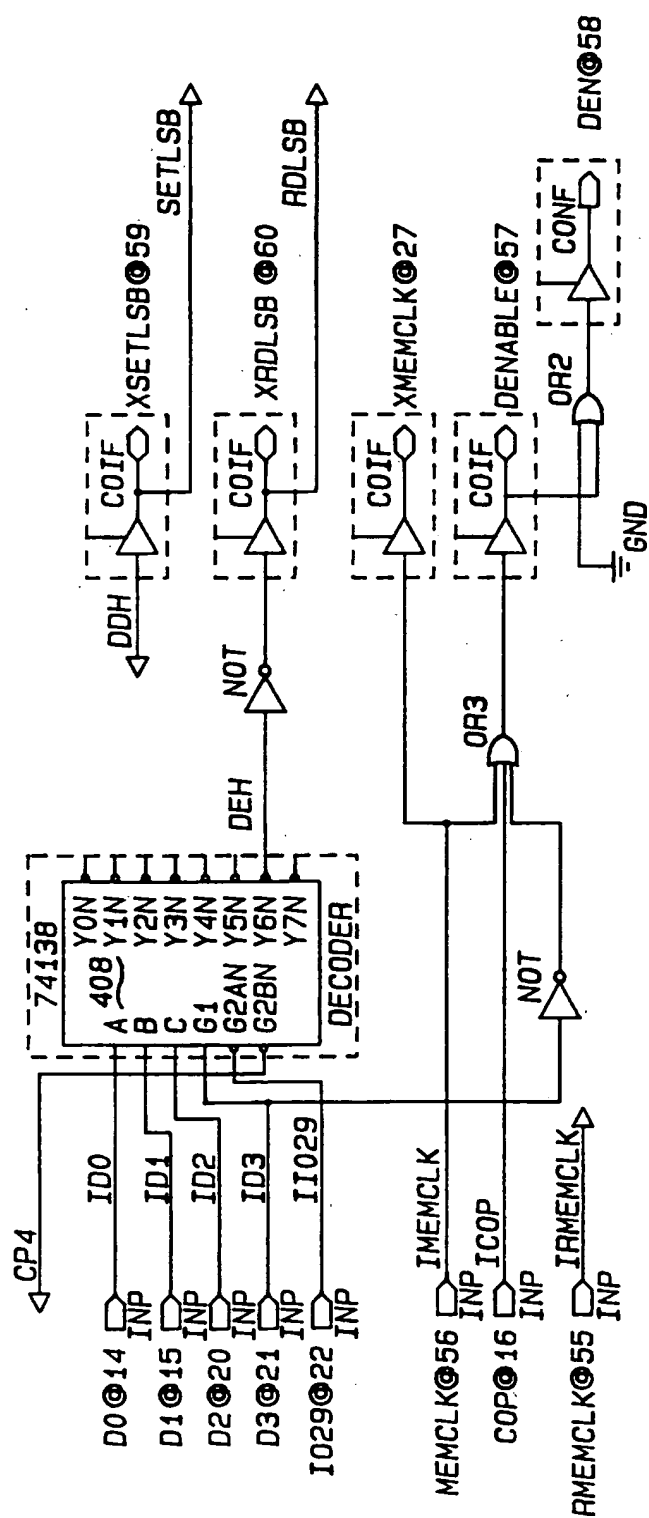 CP4
D0@14
INP
ID0
D1@15
INP
ID1
D2@20
INP
ID2
D3@21
INP
ID3
IO29@22
INP
IIO29
MEMCLK@56
INP
IMEMCLK
COP@16
INP
ICOP
RMEMCLK@55
INP
IRMEMCLK
74138
408
A
B
C
G1
G2AN
G2BN
Y0N
Y1N
Y2N
Y3N
Y4N
Y5N
Y6N
Y7N
DECODER
DEH
NOT
NOT
DDH
COIF
XSETLSB@59
SETLSB
COIF
XRDLSB @60
RDLSB
COIF
XMEMCLK@27
OR3
COIF
DENABLE@57
GND
OR2
CONF
DEN@58